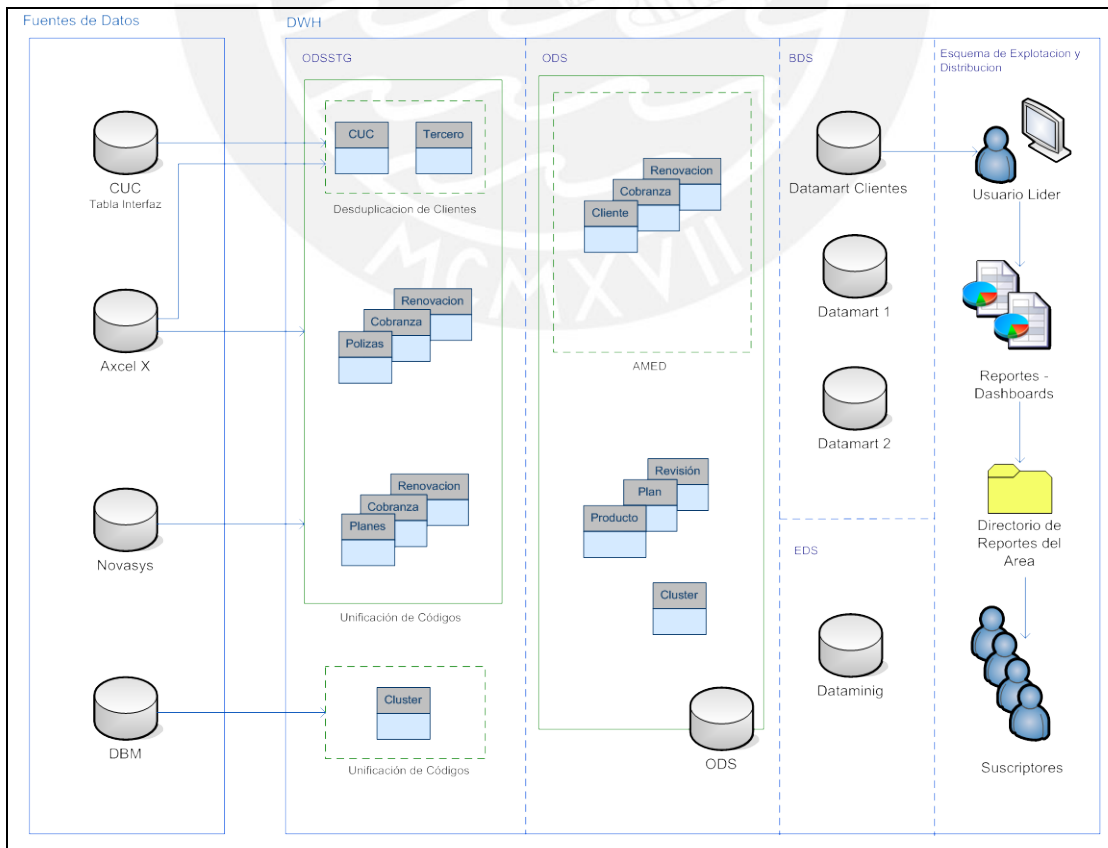 Fuentes de Datos
DWH
ODSSTG
ODS
BDS
Esquema de Explotacion y
Distribucion
CUC
Tabla Interfaz
Axcel X
Novasys
DBM
CUC
Tercero
Desduplicacion de Clientes
Renovacion
Cobranza
Polizas
Renovacion
Cobranza
Planes
Unificación de Códigos
Cluster
Unificación de Códigos
Renovacion
Cobranza
Cliente
AMED
Revisión
Plan
Producto
Cluster
ODS
Datamart Clientes
Datamart 1
Datamart 2
EDS
Dataminig
Usuario Lider
Reportes -
Dashboards
Directorio de
Reportes del
Area
Suscriptores
MCMXVII